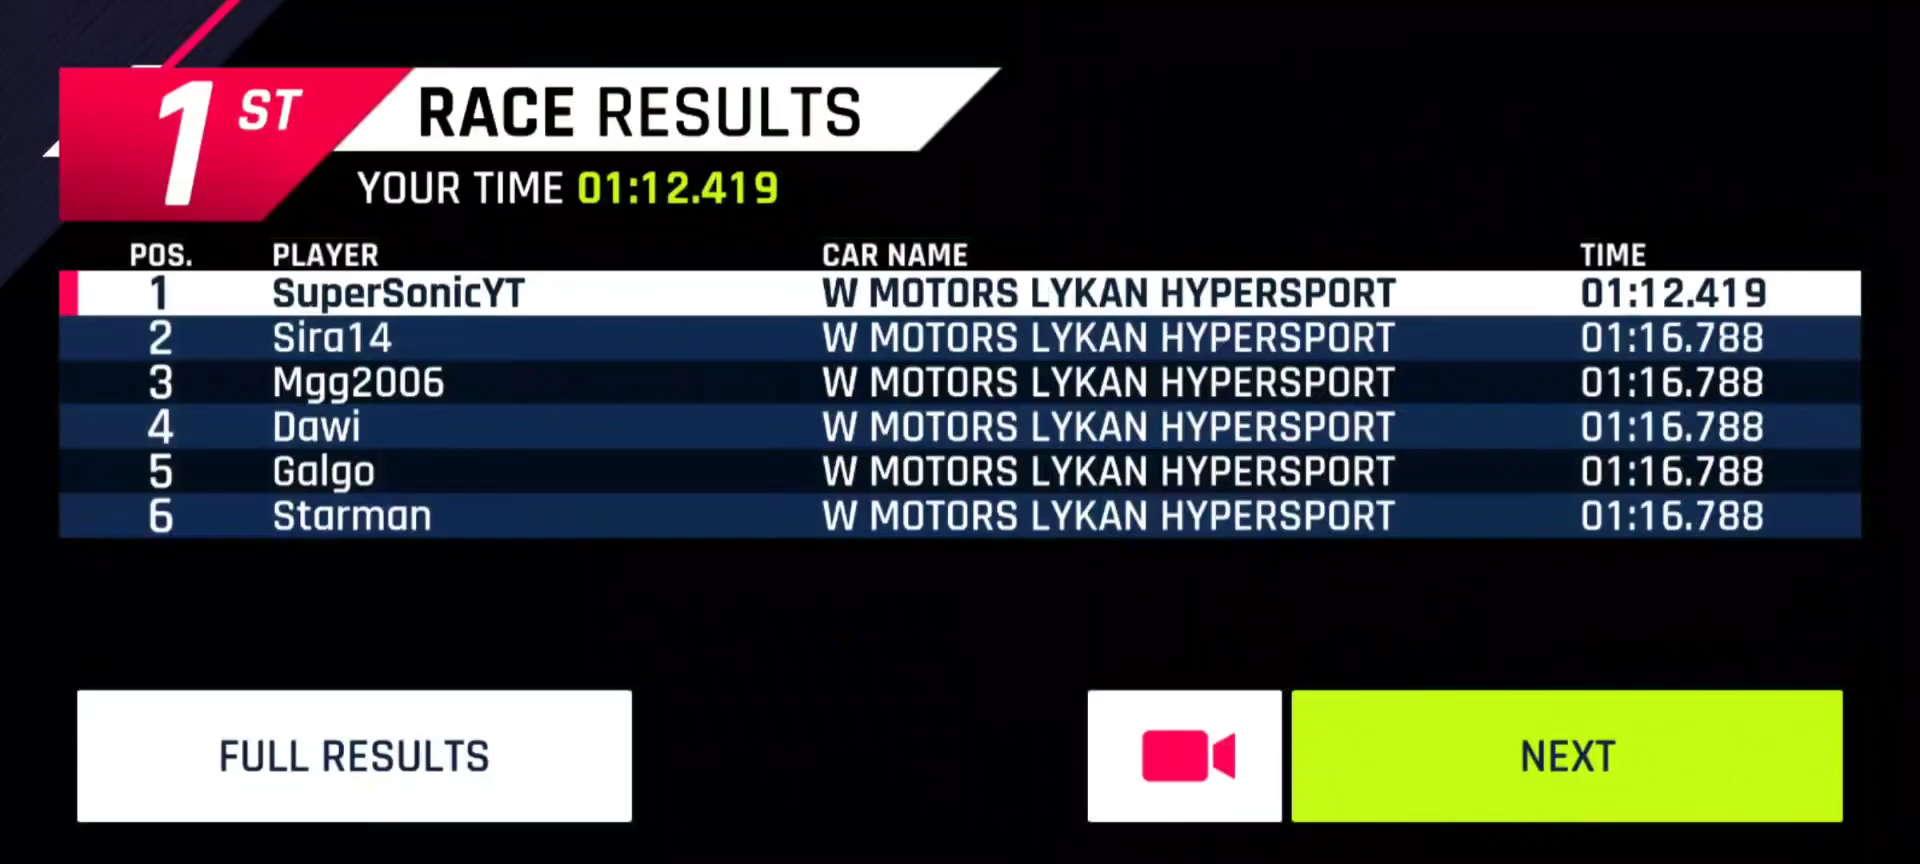 1ST
RACE RESULTS
YOUR TIME 01:12.419
POS. PLAYER CAR NAME TIME
1 SuperSonicYT W MOTORS LYKAN HYPERSPORT 01:12.419
2 Sira14 W MOTORS LYKAN HYPERSPORT 01:16.788
3 Mgg2006 W MOTORS LYKAN HYPERSPORT 01:16.788
4 Dawi W MOTORS LYKAN HYPERSPORT 01:16.788
5 Galgo W MOTORS LYKAN HYPERSPORT 01:16.788
6 Starman W MOTORS LYKAN HYPERSPORT 01:16.788
FULL RESULTS NEXT